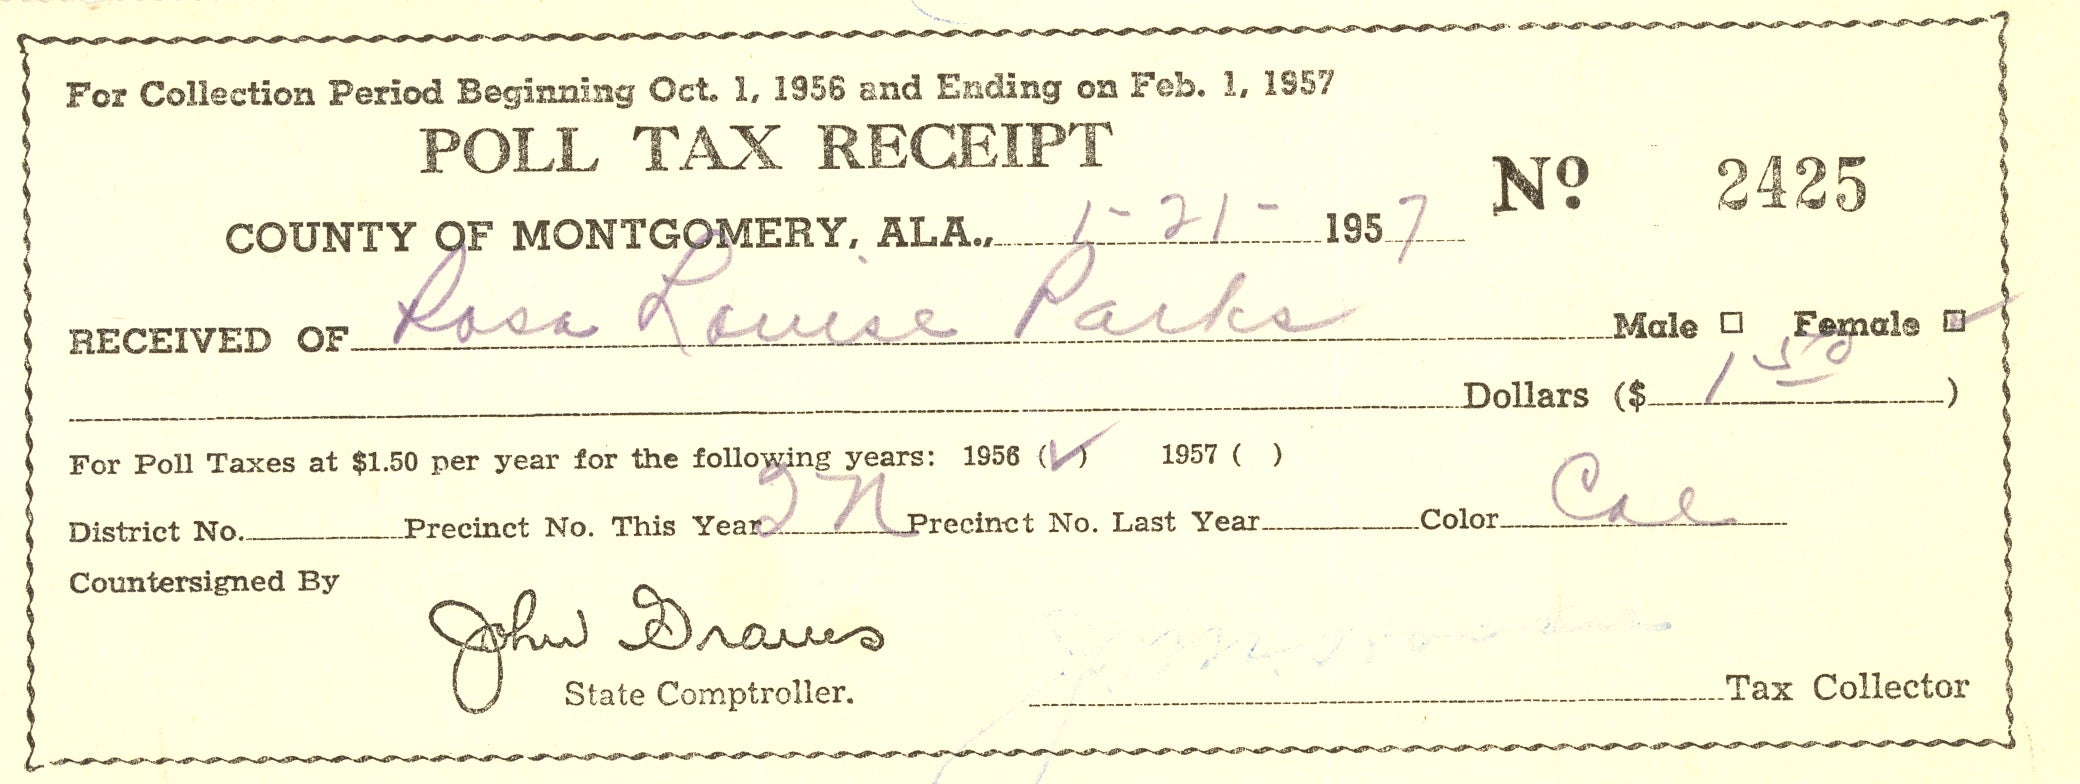 For Collection Period Beginning Oct. 1, 1956 and Ending on Feb. 1, 1957
POLL TAX RECEIPT
Nº 2425
COUNTY OF MONTGOMERY, ALA., 1-21- 1957
RECEIVED OF Rosa Louise Parks Male □ Female ☑
Dollars ($ 1 50 )
For Poll Taxes at $1.50 per year for the following years: 1956 (✓) 1957 ( )
District No. Precinct No. This Year 2N Precinct No. Last Year Color Col
Countersigned By
John Graves
State Comptroller.
Tax Collector